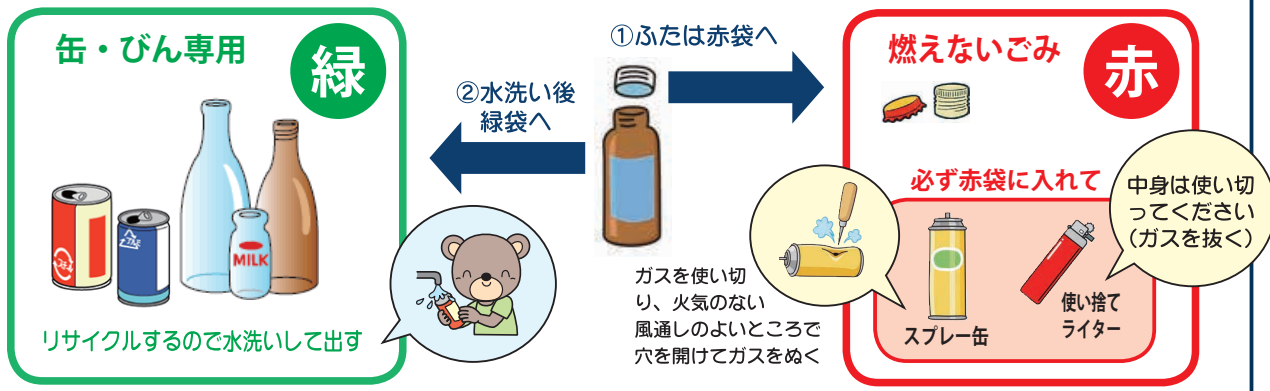 缶・びん専用
緑
MILK
リサイクルするので水洗いして出す
①ふたは赤袋へ
②水洗い後
緑袋へ
ガスを使い切
り、火気のない
風通しのよいところで
穴を開けてガスをぬく
燃えないごみ
赤
必ず赤袋に入れて
中身は使い切
ってください
(ガスを抜く)
スプレー缶
使い捨て
ライター